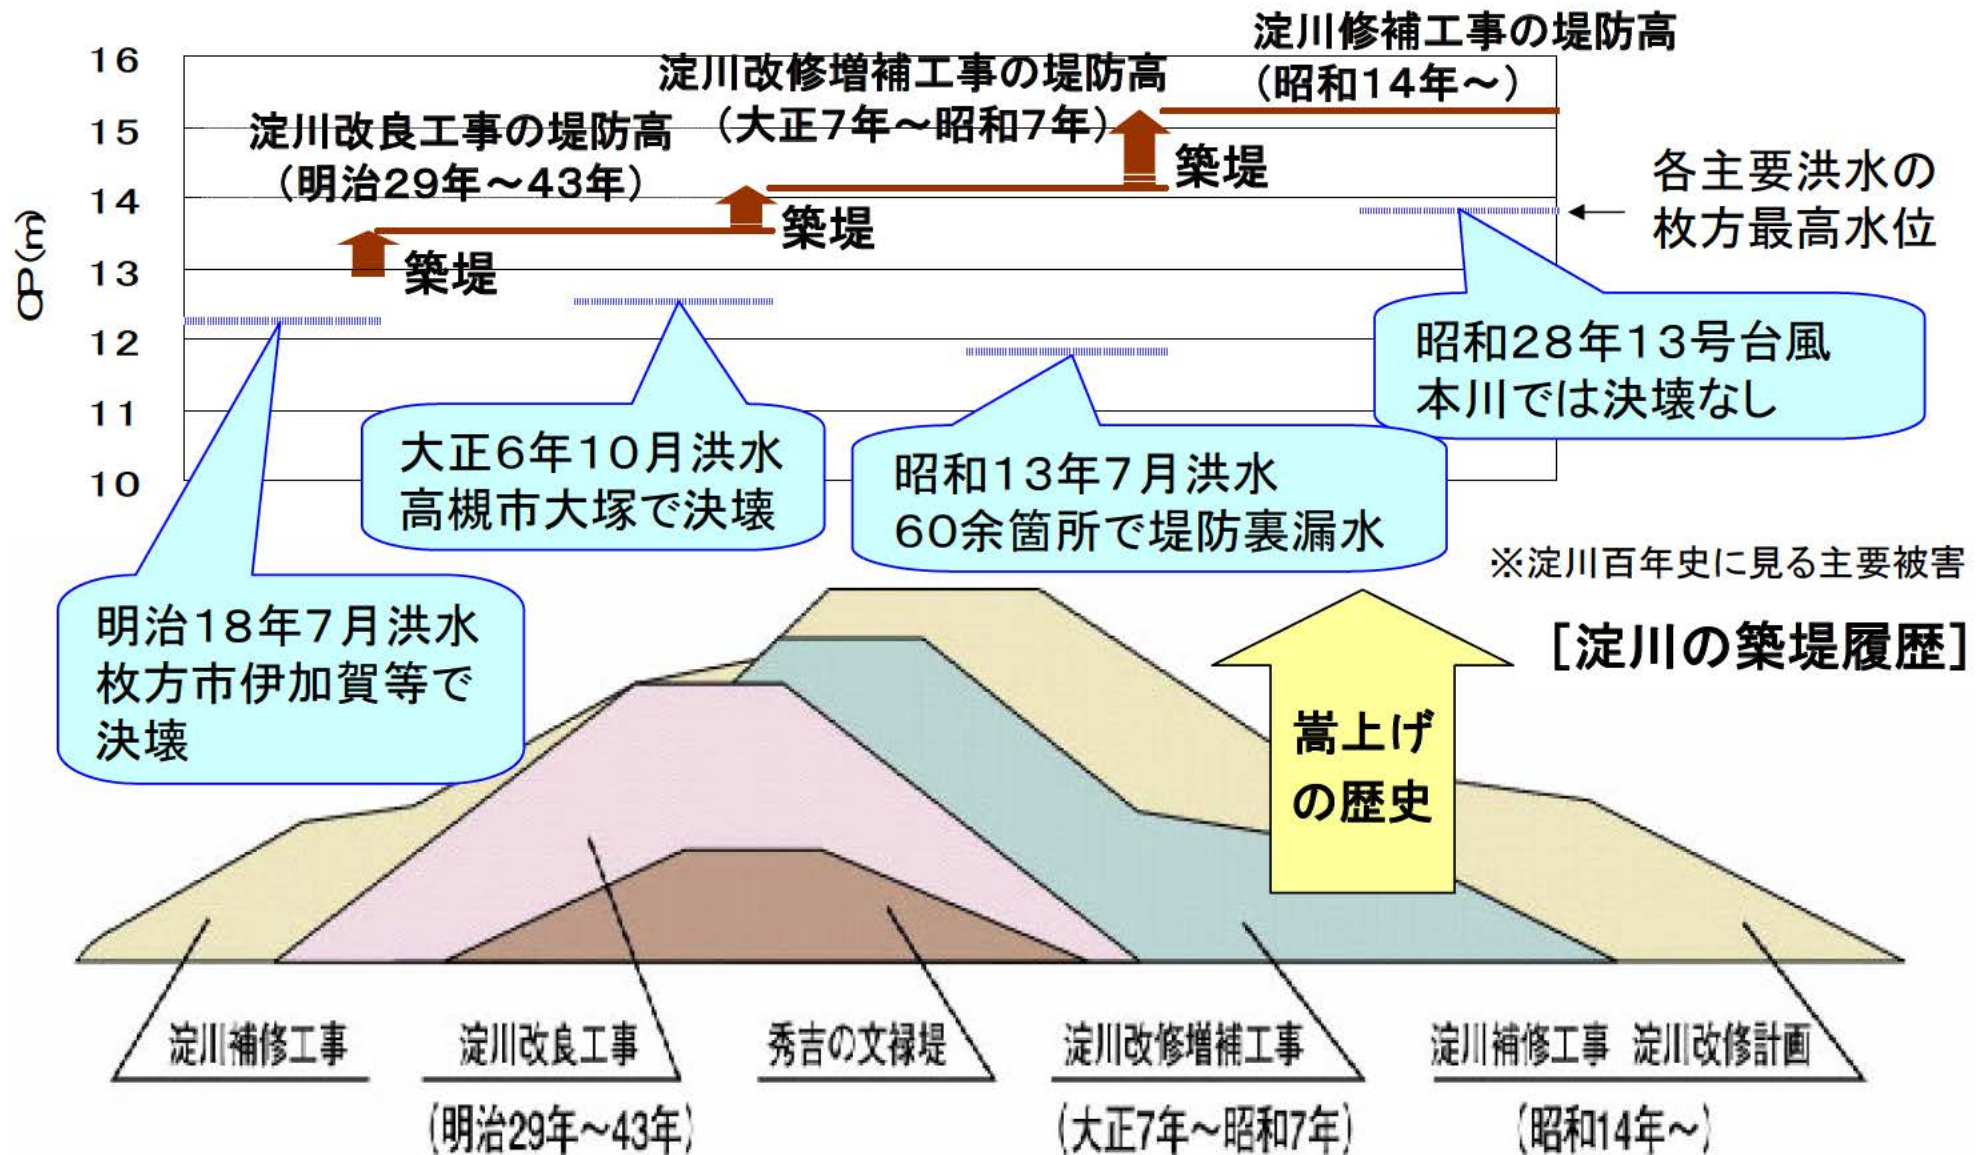 淀川修補工事の堤防高
(昭和14年～)
淀川改修増補工事の堤防高
(大正7年～昭和7年)
淀川改良工事の堤防高
(明治29年～43年)
16
15
14
13
12
11
10
OP(m)
築堤
築堤
築堤
各主要洪水の
枚方最高水位
昭和28年13号台風
本川では決壊なし
大正6年10月洪水
高槻市大塚で決壊
昭和13年7月洪水
60余箇所で堤防裏漏水
明治18年7月洪水
枚方市伊加賀等で
決壊
※淀川百年史に見る主要被害
[淀川の築堤履歴]
嵩上げ
の歴史
淀川補修工事
淀川改良工事
(明治29年～43年)
秀吉の文禄堤
淀川改修増補工事
(大正7年～昭和7年)
淀川補修工事 淀川改修計画
(昭和14年～)